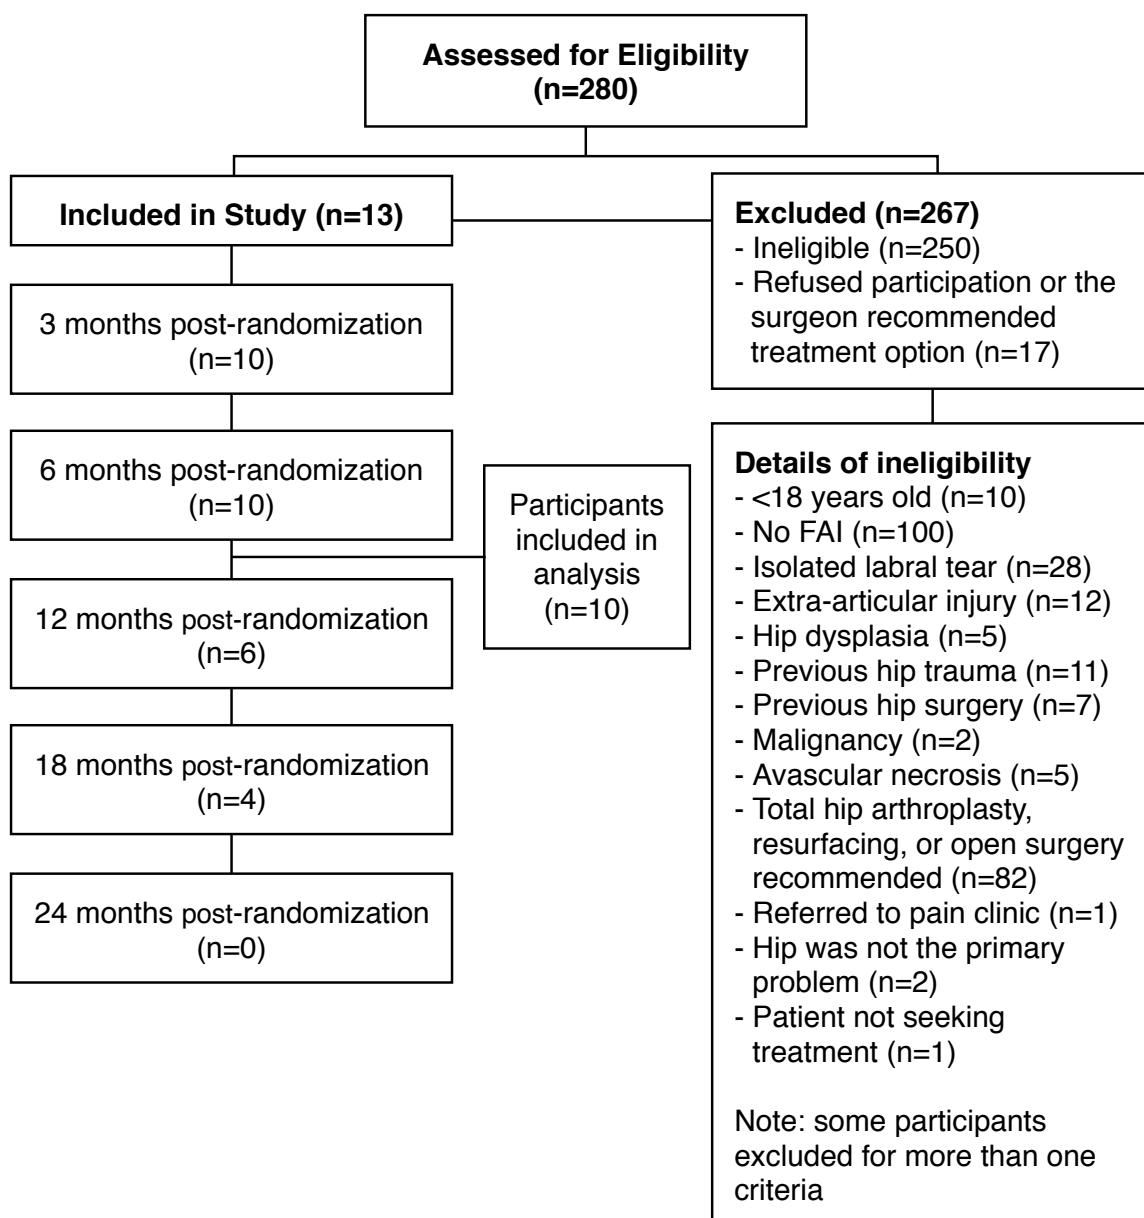 Assessed for Eligibility
(n=280)
Included in Study (n=13)
3 months post-randomization
(n=10)
6 months post-randomization
(n=10)
Participants
included in
analysis
(n=10)
12 months post-randomization
(n=6)
18 months post-randomization
(n=4)
24 months post-randomization
(n=0)
Excluded (n=267)
- Ineligible (n=250)
- Refused participation or the
surgeon recommended
treatment option (n=17)
Details of ineligibility
- <18 years old (n=10)
- No FAI (n=100)
- Isolated labral tear (n=28)
- Extra-articular injury (n=12)
- Hip dysplasia (n=5)
- Previous hip trauma (n=11)
- Previous hip surgery (n=7)
- Malignancy (n=2)
- Avascular necrosis (n=5)
- Total hip arthroplasty,
resurfacing, or open surgery
recommended (n=82)
- Referred to pain clinic (n=1)
- Hip was not the primary
problem (n=2)
- Patient not seeking
treatment (n=1)
Note: some participants
excluded for more than one
criteria